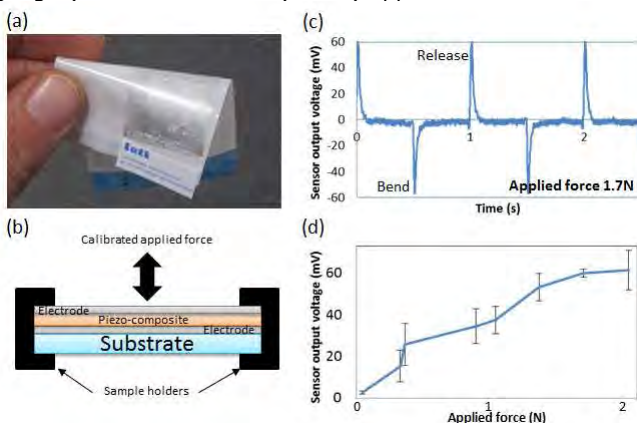 (a)
(b)
Calibrated applied force
Electrode
Piezo-composite
Electrode
Substrate
Sample holders
(c)
Sensor output voltage (mV)
60
40
20
0
-20
-40
-60
Release
Bend
Applied force 1.7N
0
1
2
Time (s)
(d)
Sensor output voltage (mV)
60
40
20
0
0
1
2
Applied force (N)